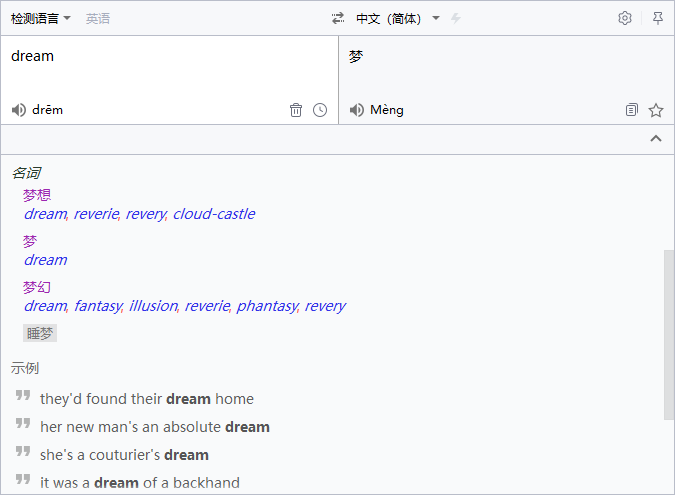 检测语言 英语 中文（简体）
dream
梦
drēm
Mèng
名词
梦想
dream, reverie, revery, cloud-castle
梦
dream
梦幻
dream, fantasy, illusion, reverie, phantasy, revery
睡梦
示例
they'd found their dream home
her new man's an absolute dream
she's a couturier's dream
it was a dream of a backhand